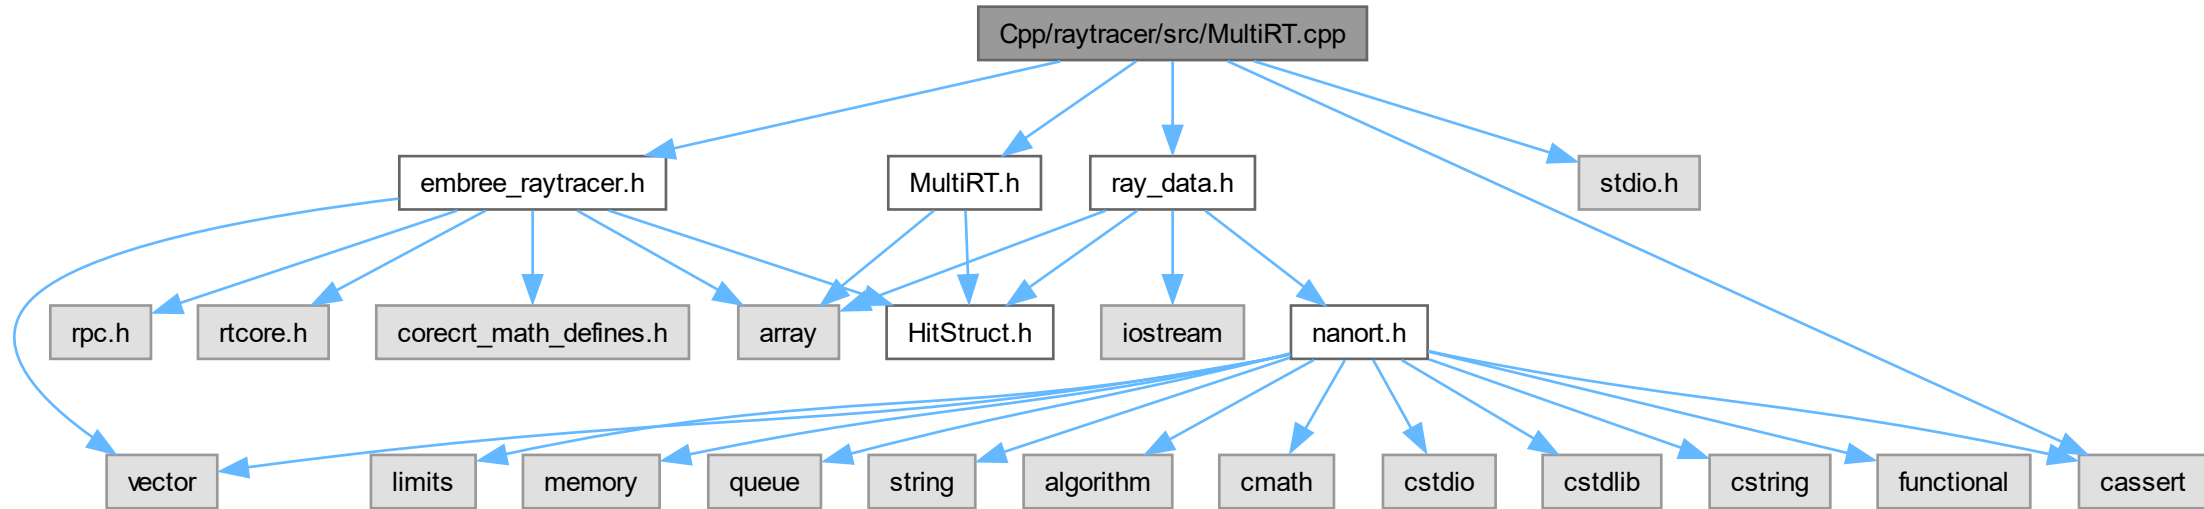 Cpp/raytracer/src/MultiRT.cpp
embree_raytracer.h
MultiRT.h
ray_data.h
stdio.h
rpc.h
rtcore.h
corecrt_math_defines.h
array
HitStruct.h
iostream
nanort.h
vector
limits
memory
queue
string
algorithm
cmath
cstdio
cstdlib
cstring
functional
cassert